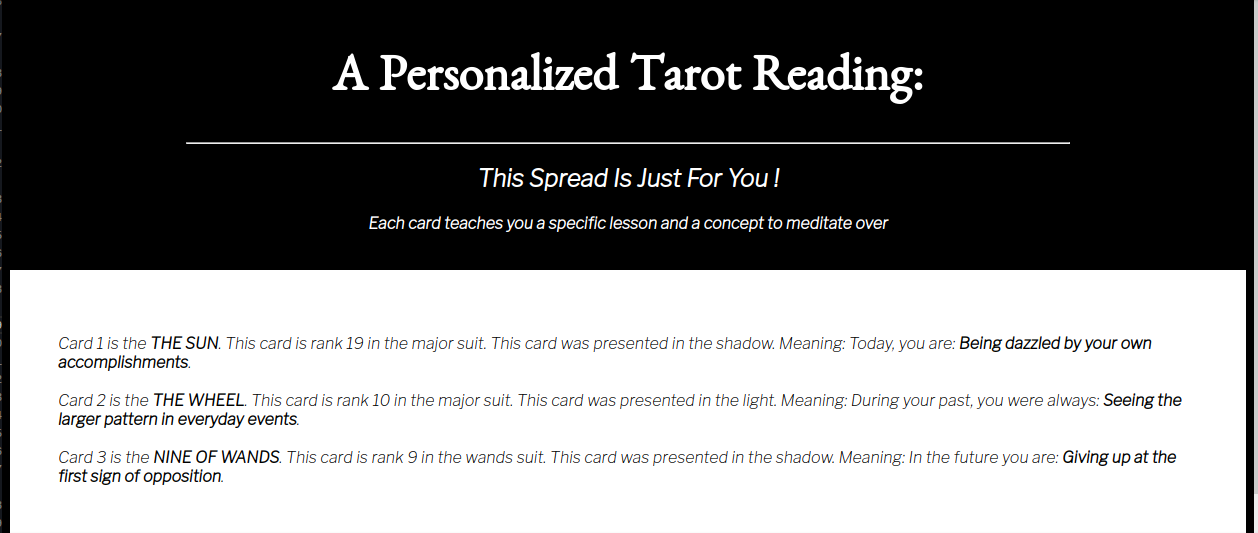 A Personalized Tarot Reading:
This Spread Is Just For You !
Each card teaches you a specific lesson and a concept to meditate over
Card 1 is the THE SUN. This card is rank 19 in the major suit. This card was presented in the shadow. Meaning: Today, you are: Being dazzled by your own
accomplishments.
Card 2 is the THE WHEEL. This card is rank 10 in the major suit. This card was presented in the light. Meaning: During your past, you were always: Seeing the
larger pattern in everyday events.
Card 3 is the NINE OF WANDS. This card is rank 9 in the wands suit. This card was presented in the shadow. Meaning: In the future you are: Giving up at the
first sign of opposition.